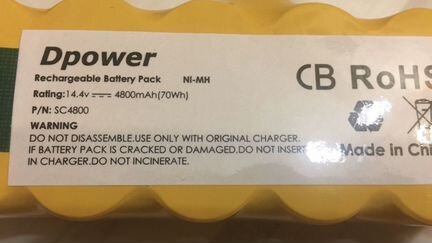 Dpower
Rechargeable Battery Pack NI-MH
Rating:14.4v 4800mAh(70Wh)
P/N: SC4800
CB RoHS
WARNING
DO NOT DISASSEMBLE.USE ONLY WITH ORIGINAL CHARGER.
IF BATTERY PACK IS CRACKED OR DAMAGED,DO NOT INSERT
IN CHARGER.DO NOT INCINERATE.
Made in Chi